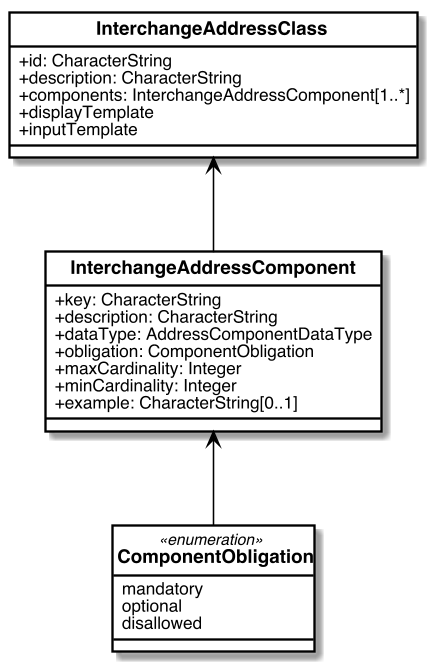 InterchangeAddressClass
+id: CharacterString
+description: CharacterString
+components: InterchangeAddressComponent[1..*]
+displayTemplate
+inputTemplate
InterchangeAddressComponent
+key: CharacterString
+description: CharacterString
+dataType: AddressComponentDataType
+obligation: ComponentObligation
+maxCardinality: Integer
+minCardinality: Integer
+example: CharacterString[0..1]
«enumeration»
ComponentObligation
mandatory
optional
disallowed